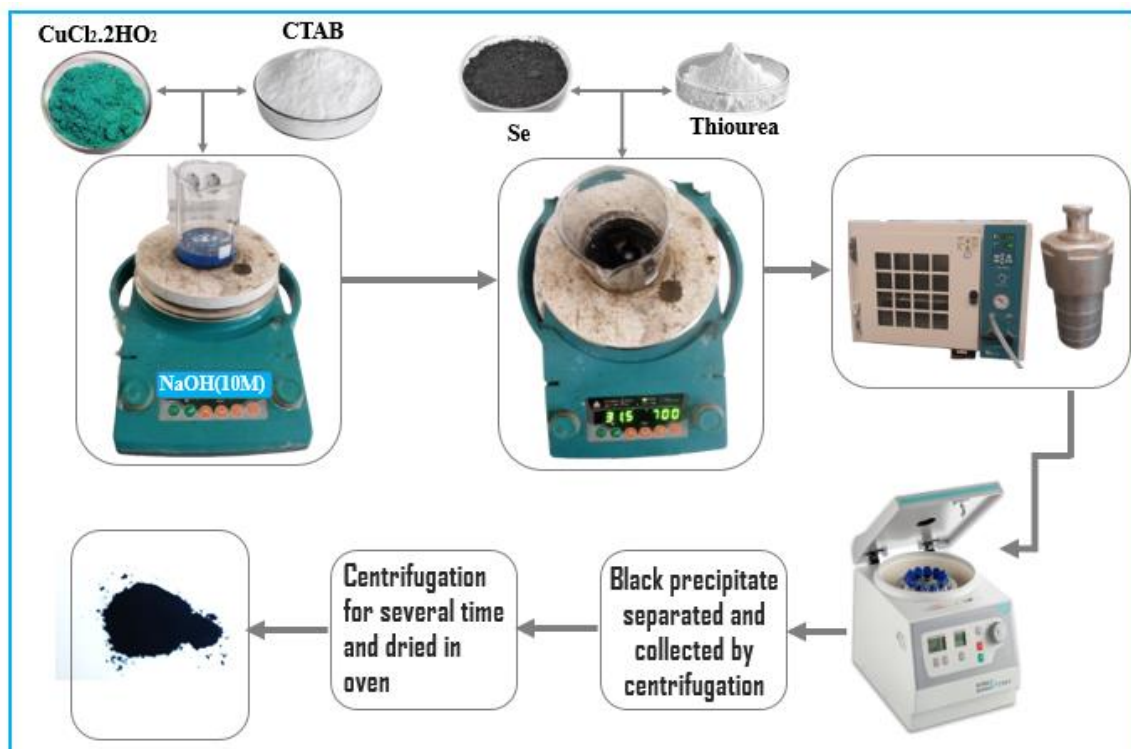 CuCl₂.2HO₂
CTAB
Se
Thiourea
NaOH(10M)
315 700
Centrifugation
for several time
and dried in
oven
Black precipitate
separated and
collected by
centrifugation